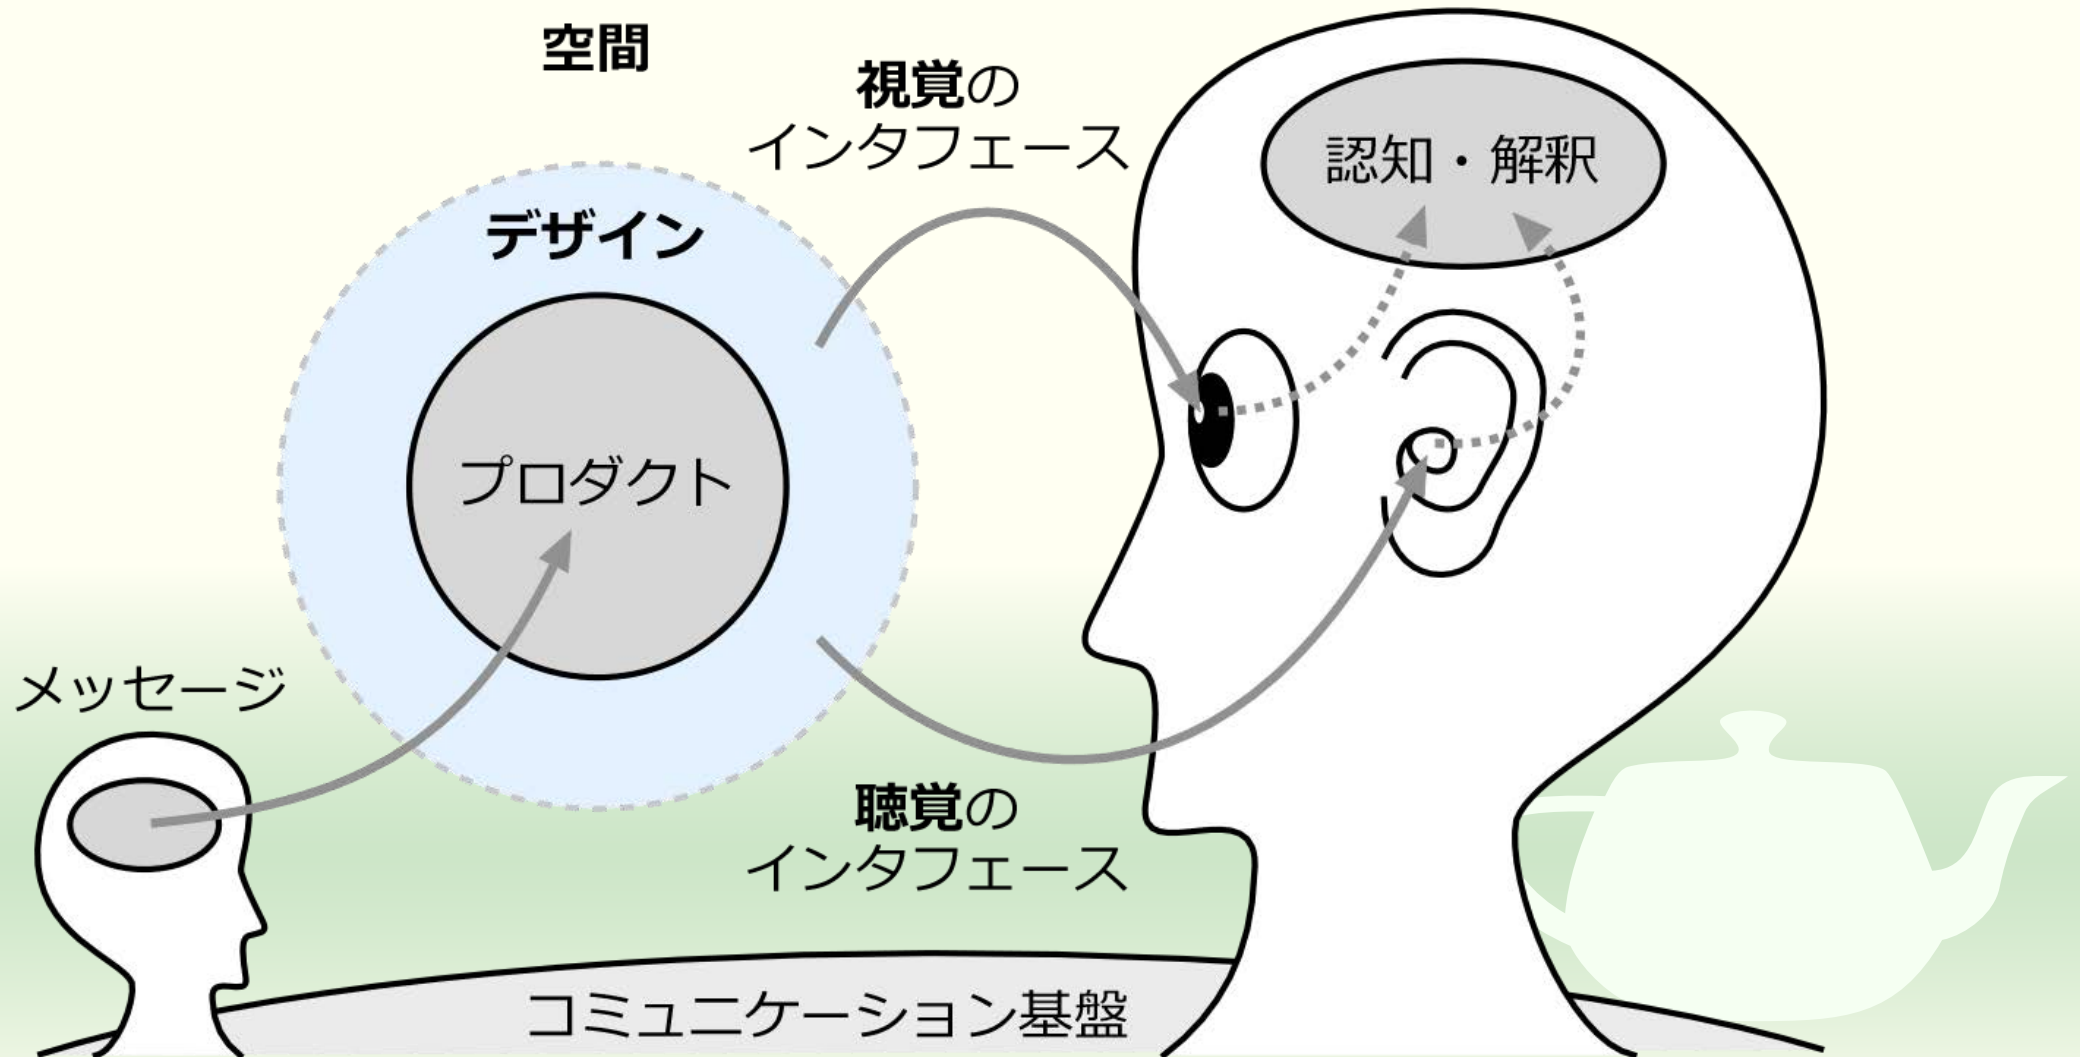 空間
視覚の
インタフェース
認知・解釈
デザイン
プロダクト
メッセージ
聴覚の
インタフェース
コミュニケーション基盤